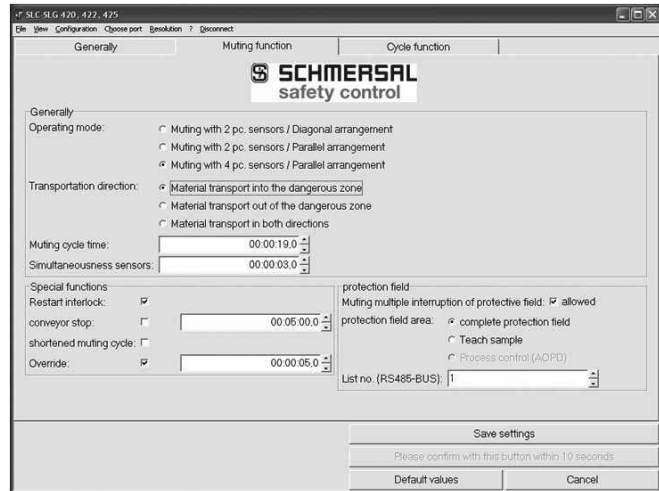 SLC-SLG 420, 422, 425
File View Configuration Choose port Resolution ? Disconnect
Generally Muting function Cycle function
SCHMERSAL
safety control
Generally
Operating mode: Muting with 2 pc. sensors / Diagonal arrangement
Muting with 2 pc. sensors / Parallel arrangement
Muting with 4 pc. sensors / Parallel arrangement
Transportation direction: Material transport into the dangerous zone
Material transport out of the dangerous zone
Material transport in both directions
Muting cycle time: 00:00:19,0
Simultaneousness sensors: 00:00:03,0
Special functions
Restart interlock:
conveyor stop: 00:05:00,0
shortened muting cycle:
Override: 00:00:05,0
protection field
Muting multiple interruption of protective field: allowed
protection field area: complete protection field
Teach sample
Process control (AOPD)
List no. (RS485-BUS): 1
Save settings
Please confirm with this button within 10 seconds
Default values Cancel